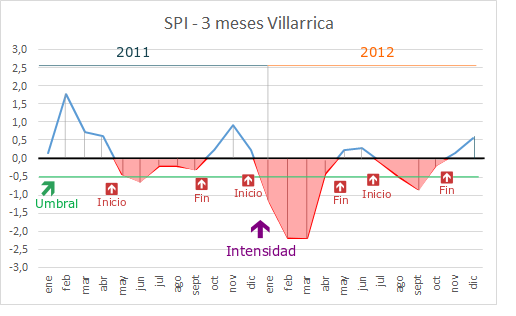 SPI - 3 meses Villarrica
2011 2012
3,0
2,5
2,0
1,5
1,0
0,5
0,0
-0,5
-1,0
-1,5
-2,0
-2,5
-3,0
Umbral
Inicio
Fin
Inicio
Fin
Inicio
Fin
Intensidad
ene feb mar abr may jun jul ago sept oct nov dic ene feb mar abr may jun jul ago sept oct nov dic